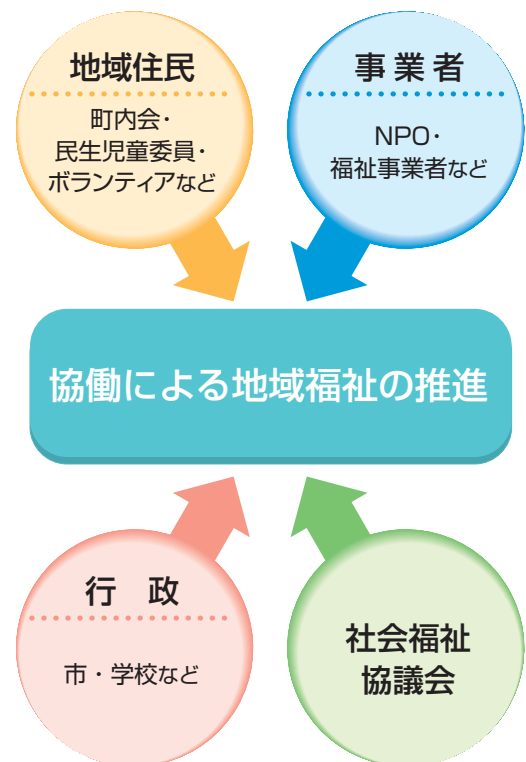 地域住民
町内会・
民生児童委員・
ボランティアなど
事業者
NPO・
福祉事業者など
協働による地域福祉の推進
行 政
市・学校など
社会福祉
協議会